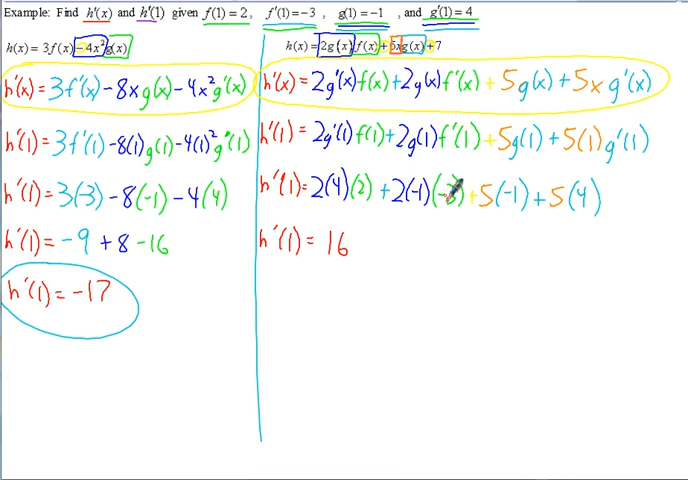 Example: Find h'(x) and h'(1) given f(1) = 2, f'(1) = −3, g(1) = −1, and g'(1) = 4
h(x) = 3f(x) − 4x²g(x)
h'(x) = 3f'(x) − 8xg(x) − 4x²g'(x)
h'(1) = 3f'(1) − 8(1)g(1) − 4(1)²g'(1)
h'(1) = 3(-3) − 8(-1) − 4(4)
h'(1) = -9 + 8 - 16
h'(1) = -17
h(x) = 2g(x)f(x) + 5xg(x) + 7
h'(x) = 2g'(x)f(x) + 2g(x)f'(x) + 5g(x) + 5x g'(x)
h'(1) = 2g'(1)f(1) + 2g(1)f'(1) + 5g(1) + 5(1)g'(1)
h'(1) = 2(4)(2) + 2(-1)(-3) + 5(-1) + 5(4)
h'(1) = 16